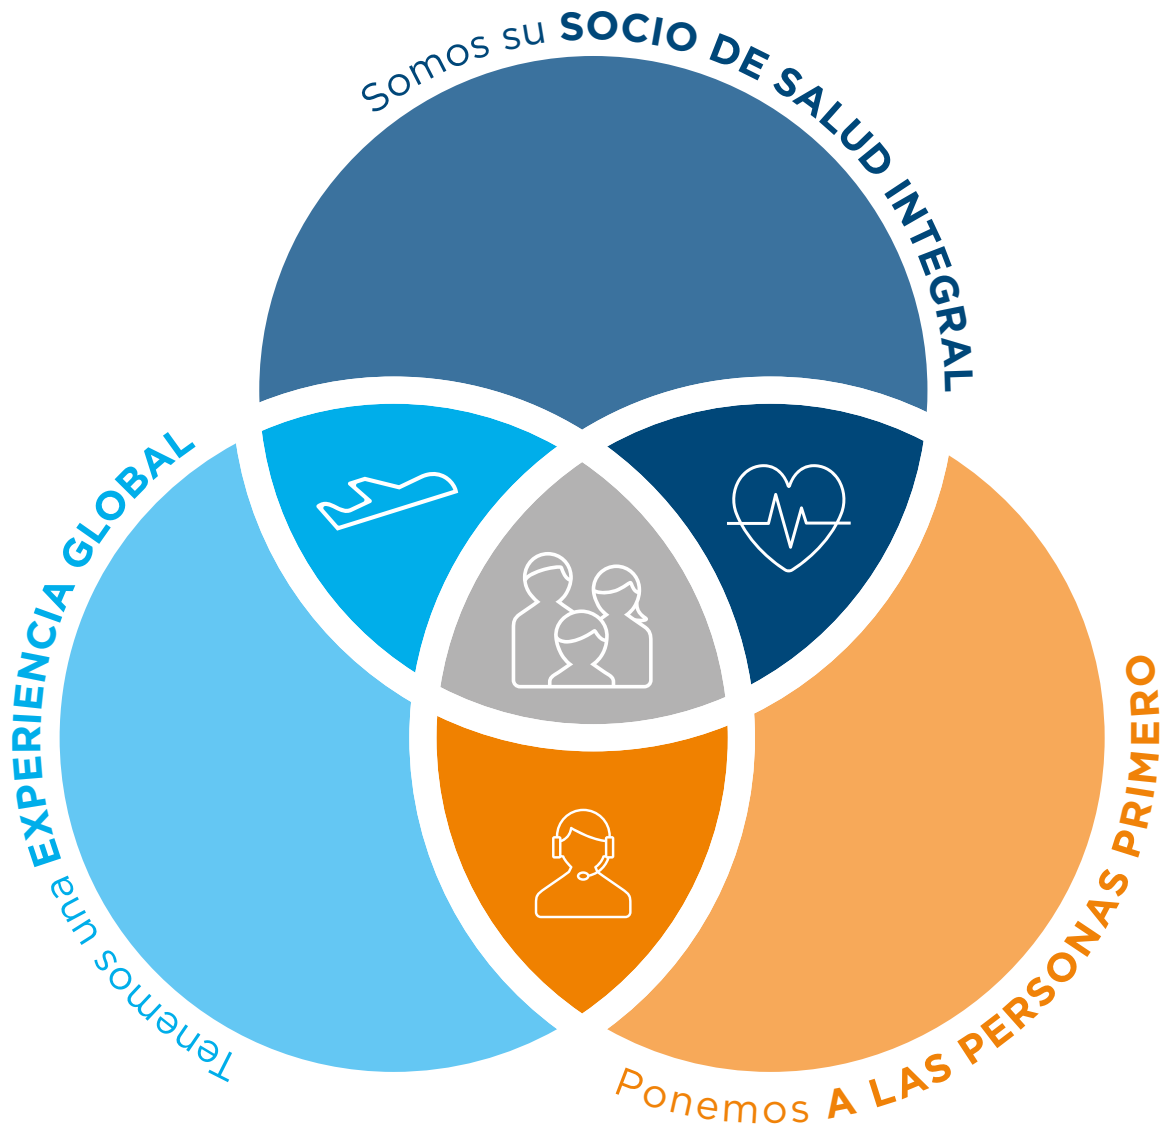 Somos su SOCIO DE SALUD INTEGRAL
Tenemos una EXPERIENCIA GLOBAL
Ponemos A LAS PERSONAS PRIMERO